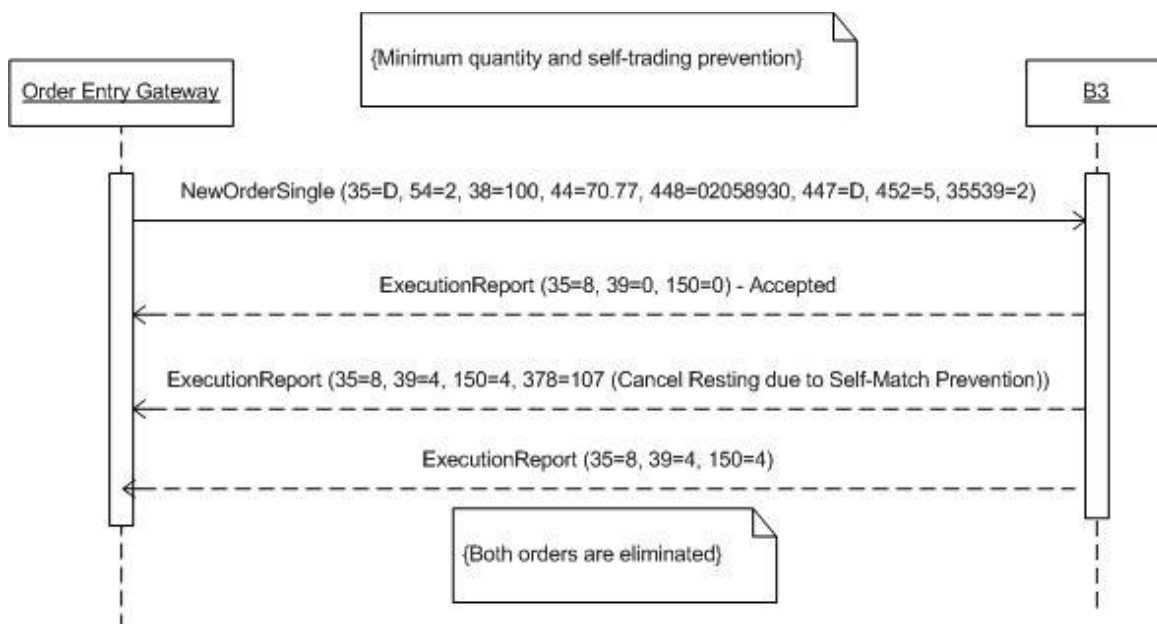 {Minimum quantity and self-trading prevention}
Order Entry Gateway
B3
NewOrderSingle (35=D, 54=2, 38=100, 44=70.77, 448=02058930, 447=D, 452=5, 35539=2)
ExecutionReport (35=8, 39=0, 150=0) - Accepted
ExecutionReport (35=8, 39=4, 150=4, 378=107 (Cancel Resting due to Self-Match Prevention))
ExecutionReport (35=8, 39=4, 150=4)
{Both orders are eliminated}